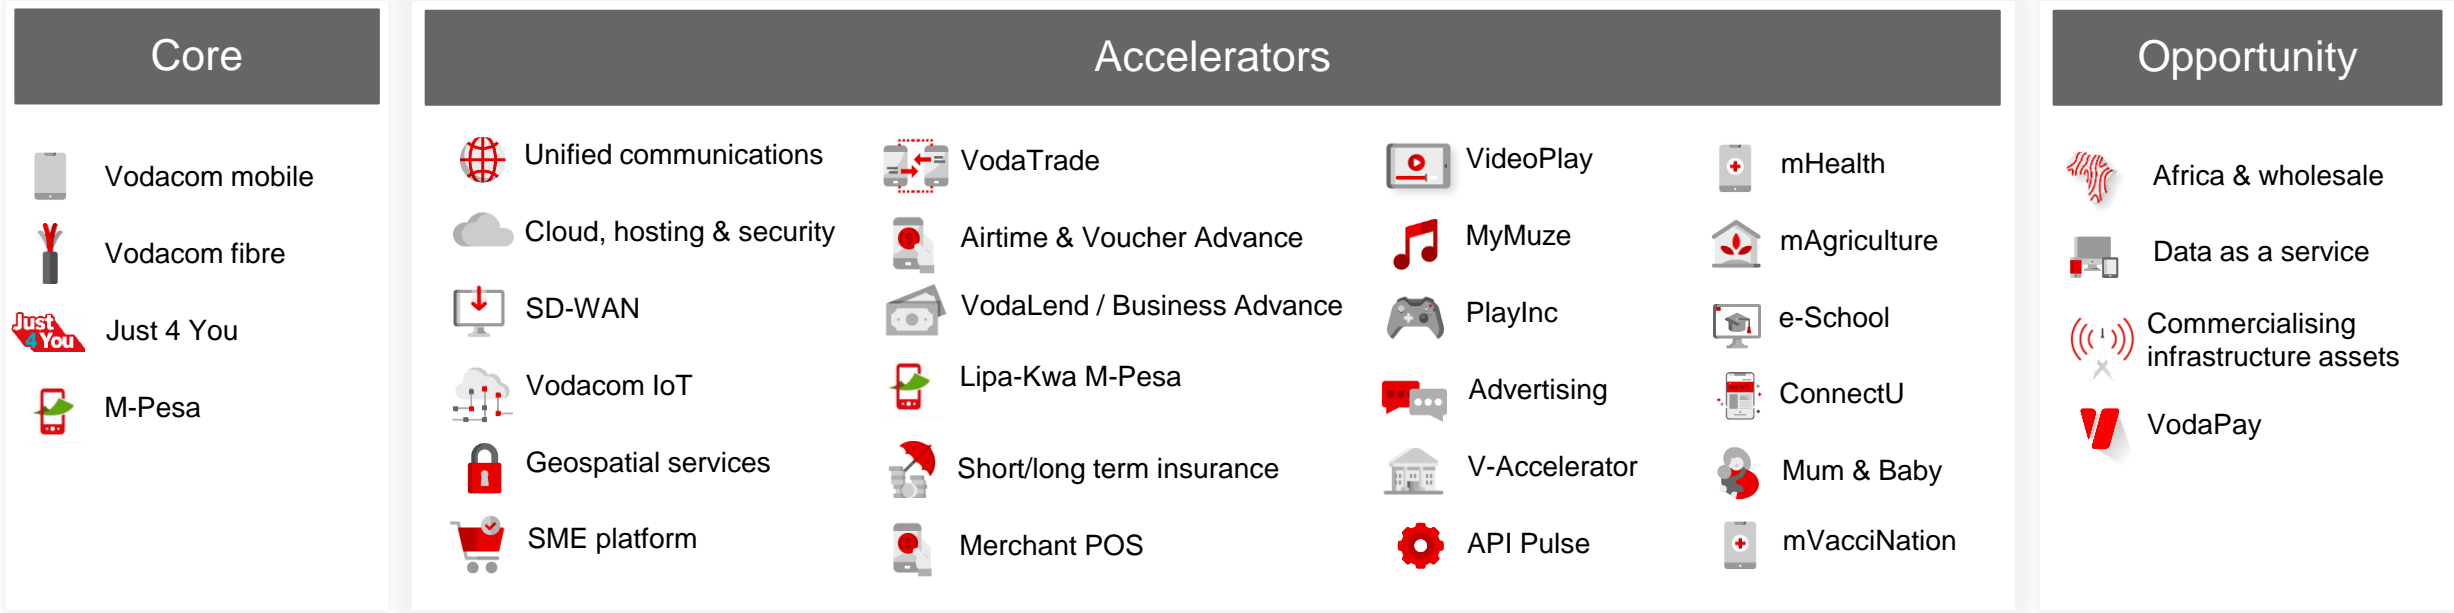 Core
Vodacom mobile
Vodacom fibre
Just
4 You
Just 4 You
M-Pesa
Accelerators
Unified communications
Cloud, hosting & security
SD-WAN
Vodacom IoT
Geospatial services
SME platform
VodaTrade
Airtime & Voucher Advance
VodaLend / Business Advance
Lipa-Kwa M-Pesa
Short/long term insurance
Merchant POS
VideoPlay
MyMuze
PlayInc
Advertising
V-Accelerator
API Pulse
mHealth
mAgriculture
e-School
ConnectU
Mum & Baby
mVacciNation
Opportunity
Africa & wholesale
Data as a service
Commercialising
infrastructure assets
VodaPay